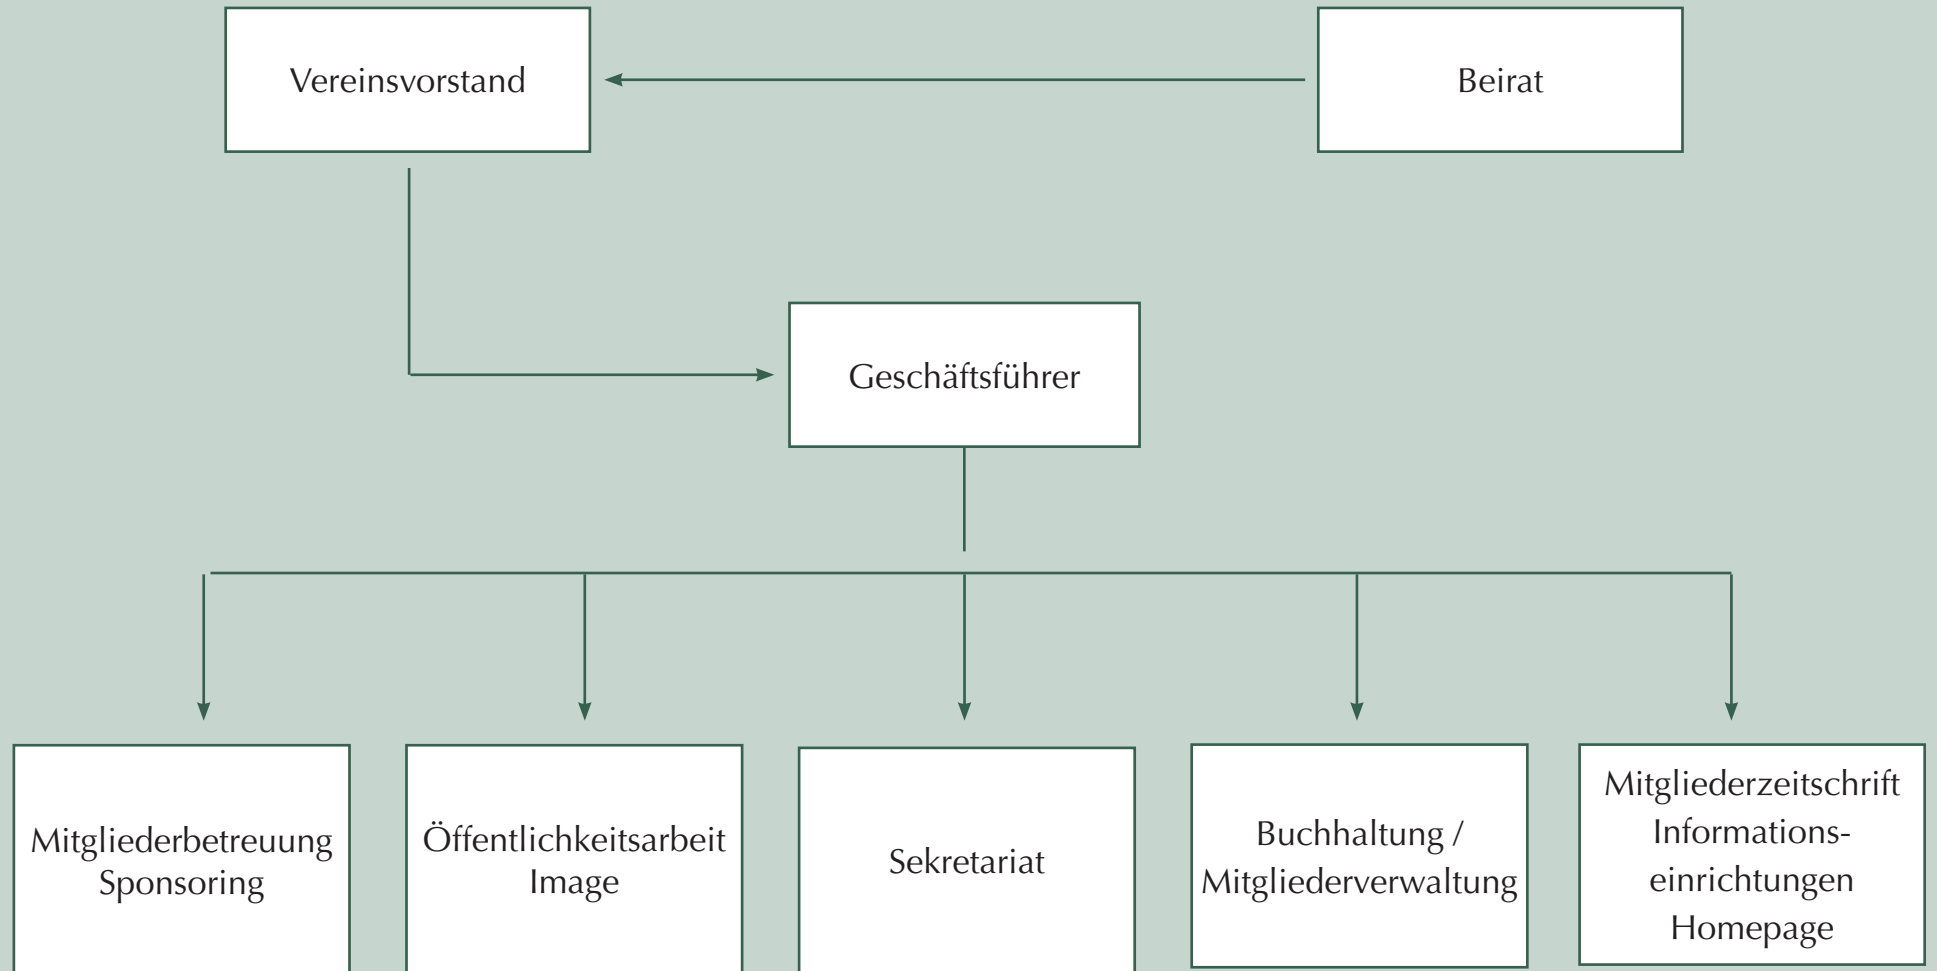 Vereinsvorstand
Beirat
Geschäftsführer
Mitgliederbetreuung
Sponsoring
Öffentlichkeitsarbeit
Image
Sekretariat
Buchhaltung /
Mitgliederverwaltung
Mitgliederzeitschrift
Informations-
einrichtungen
Homepage